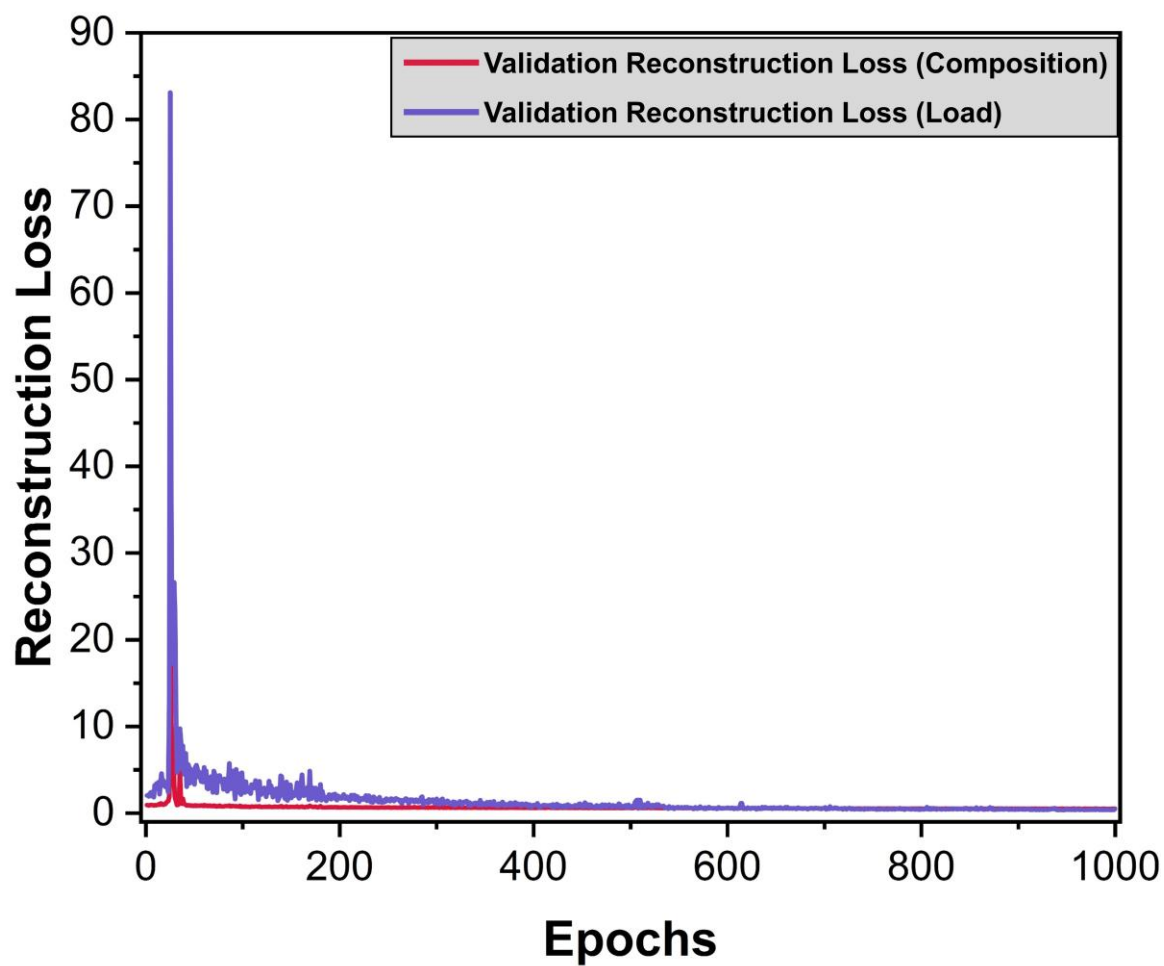 Reconstruction Loss
90
80
70
60
50
40
30
20
10
0
Validation Reconstruction Loss (Composition)
Validation Reconstruction Loss (Load)
0 200 400 600 800 1000
Epochs